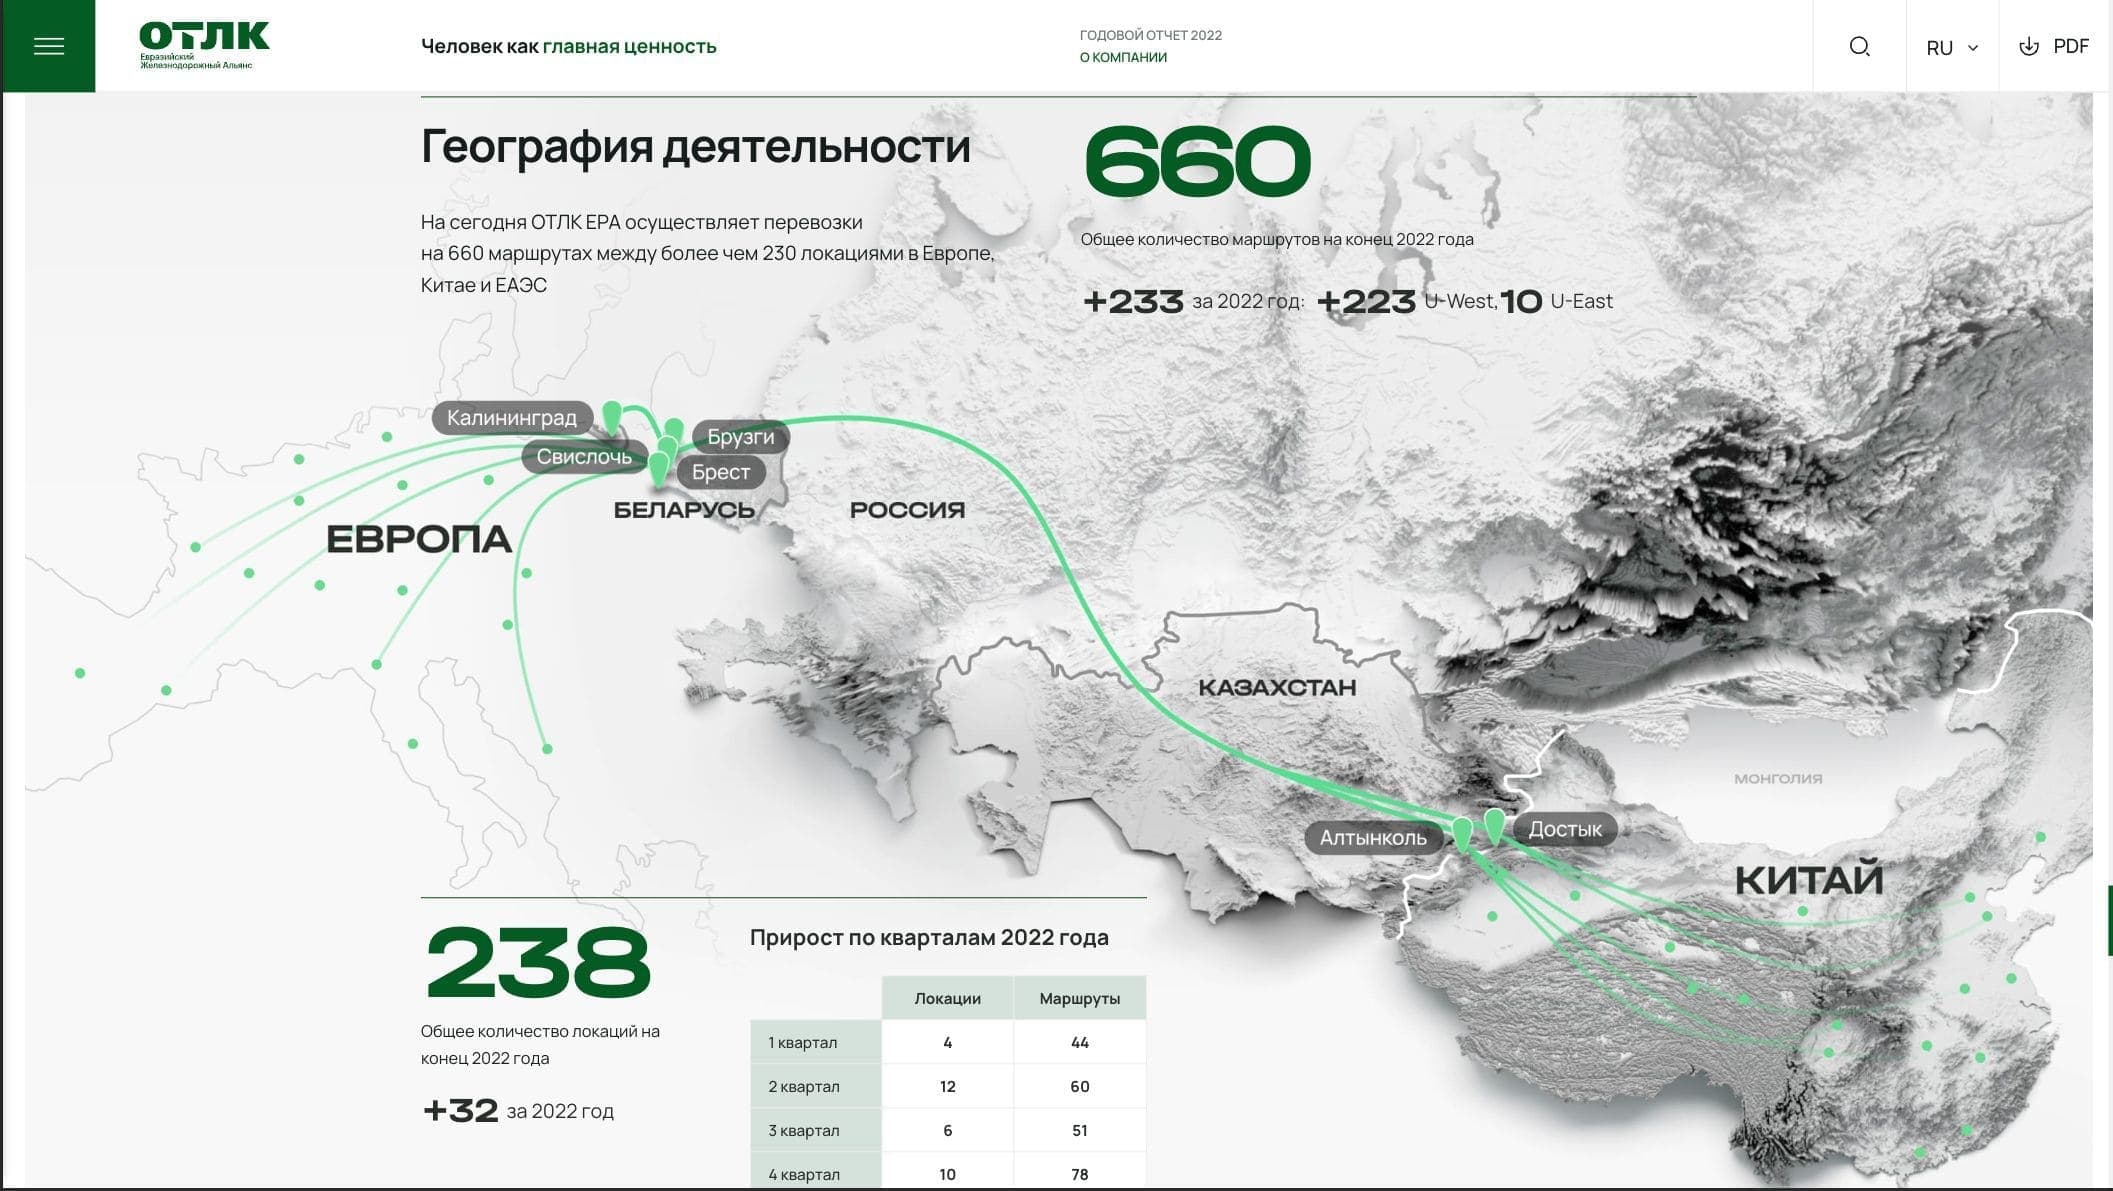 ОТЛК
Евразийский
Железнодорожный Альянс
Человек как главная ценность
ГОДОВОЙ ОТЧЕТ 2022
О КОМПАНИИ
RU
PDF
География деятельности
На сегодня ОТЛК ЕРА осуществляет перевозки
на 660 маршрутах между более чем 230 локациями в Европе,
Китае и ЕАЭС
660
Общее количество маршрутов на конец 2022 года
+233 за 2022 год: +223 U-West, 10 U-East
Калининград
Брузги
Свислочь
Брест
БЕЛАРУСЬ
РОССИЯ
ЕВРОПА
КАЗАХСТАН
МОНГОЛИЯ
Алтынколь
Достык
КИТАЙ
238
Общее количество локаций на
конец 2022 года
+32 за 2022 год
Прирост по кварталам 2022 года
Локации Маршруты
1 квартал 4 44
2 квартал 12 60
3 квартал 6 51
4 квартал 10 78